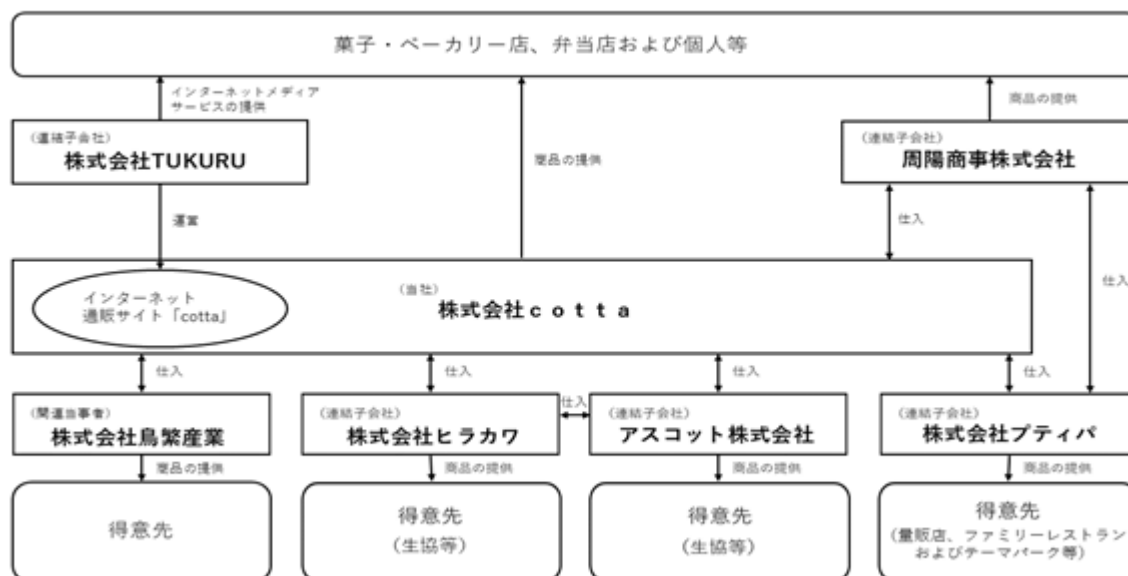 菓子・ベーカリー店、弁当店および個人等
インターネットメディア
サービスの提供
商品の提供
（連結子会社）
株式会社TUKURU
（連結子会社）
周陽商事株式会社
商品の提供
運営
仕入
仕入
インターネット
通販サイト「cotta」
（当社）
株式会社ｃｏｔｔａ
仕入
仕入
仕入
仕入
（関連当事者）
株式会社鳥繁産業
（連結子会社）
株式会社ヒラカワ
仕入
（連結子会社）
アスコット株式会社
（連結子会社）
株式会社プティパ
商品の提供
商品の提供
商品の提供
商品の提供
得意先
得意先
（生協等）
得意先
（生協等）
得意先
（量販店、ファミリーレストラン
およびテーマパーク等）